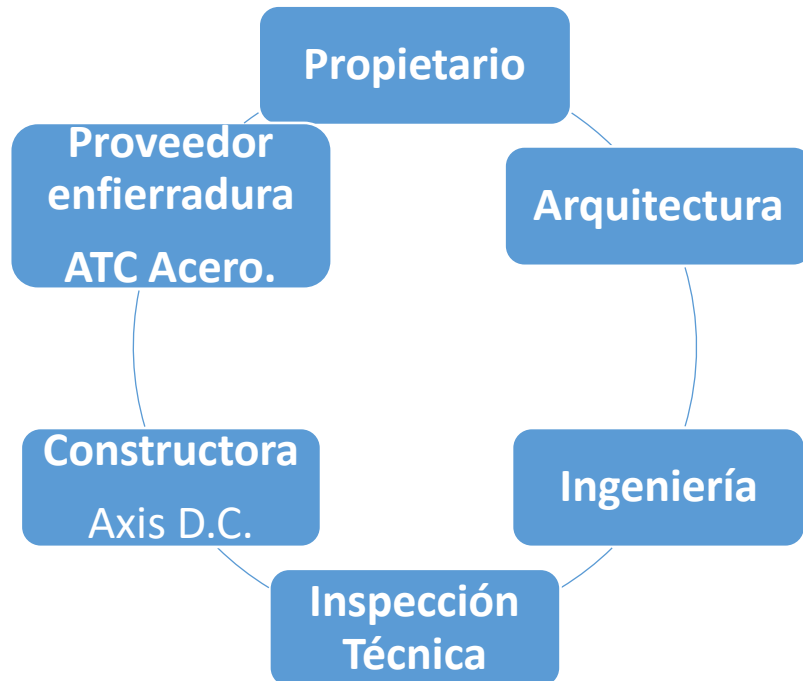 Propietario
Arquitectura
Ingeniería
Inspección
Técnica
Constructora
Axis D.C.
Proveedor
enfierradura
ATC Acero.